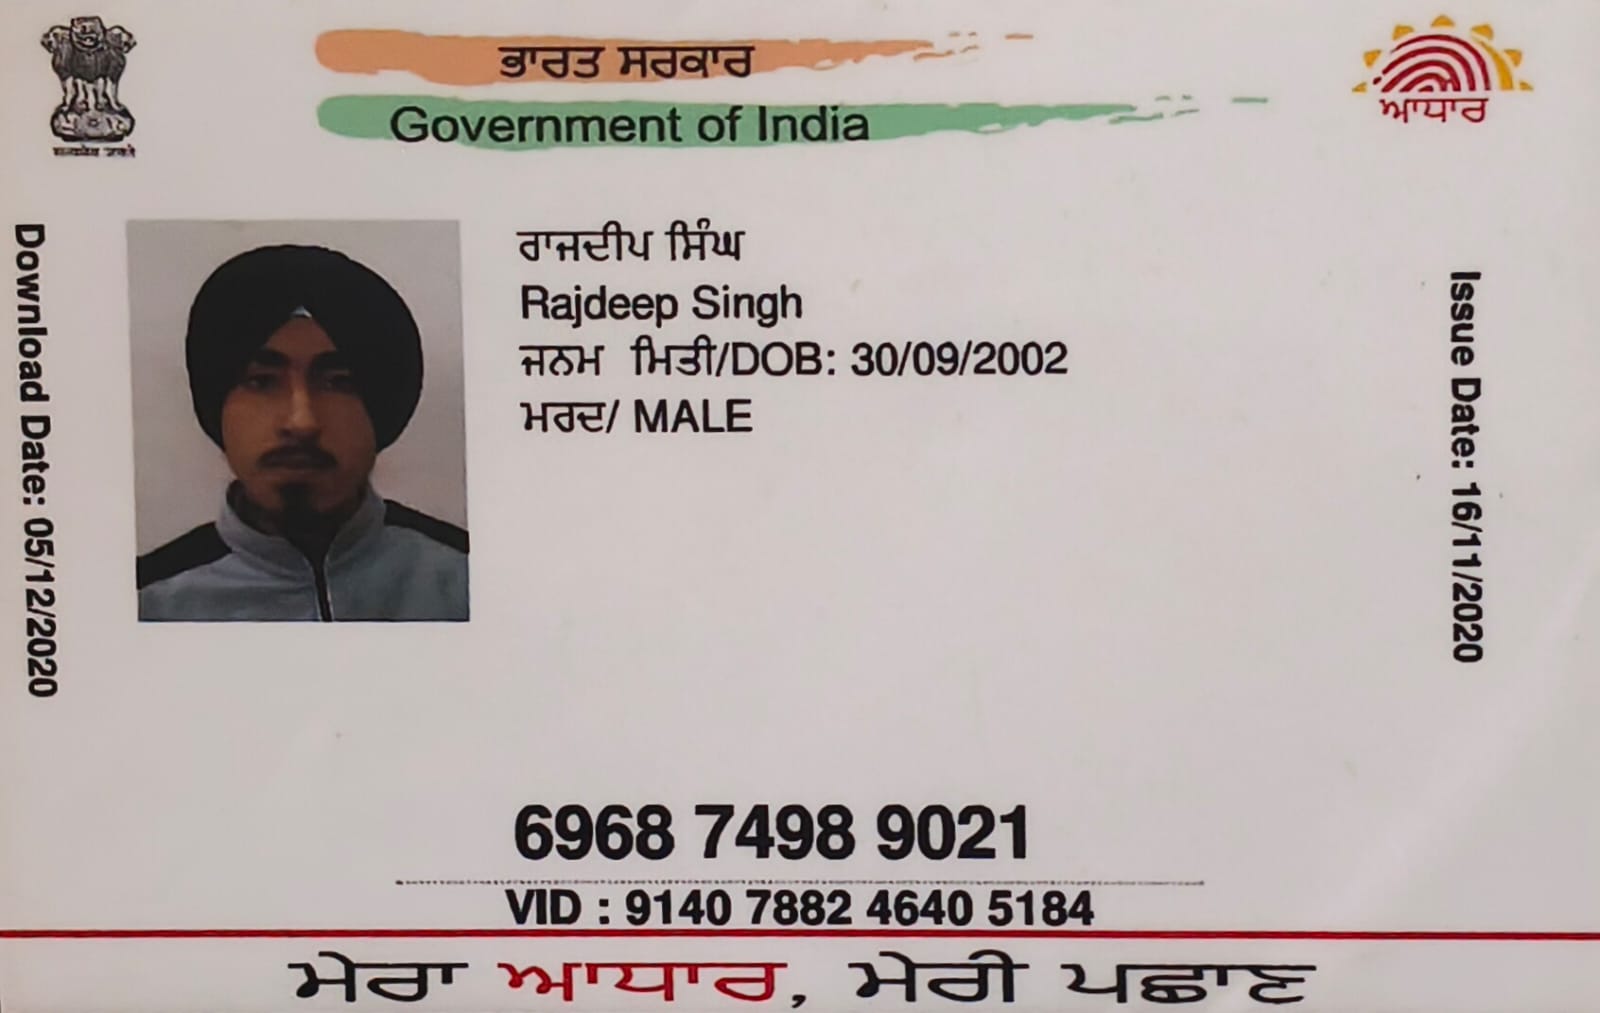 ਭਾਰਤ ਸਰਕਾਰ
Government of India
ਆਧਾਰ
Download Date: 05/12/2020
ਰਾਜਦੀਪ ਸਿੰਘ
Rajdeep Singh
ਜਨਮ ਮਿਤੀ/DOB: 30/09/2002
ਮਰਦ/ MALE
Issue Date: 16/11/2020
6968 7498 9021
VID : 9140 7882 4640 5184
ਮੇਰਾ ਆਧਾਰ, ਮੇਰੀ ਪਛਾਣ